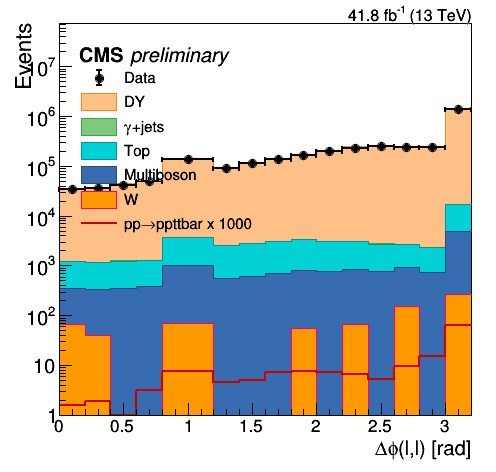 41.8 fb⁻¹ (13 TeV)
Events
CMS preliminary
Data
DY
γ+jets
Top
Multiboson
W
pp→ppttbar x 1000
10⁷
10⁶
10⁵
10⁴
10³
10²
10
1
0 0.5 1 1.5 2 2.5 3
Δϕ(l,l) [rad]